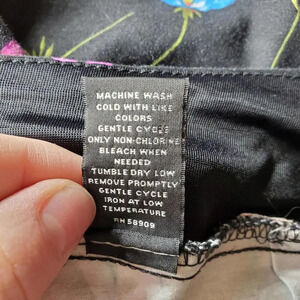 MACHINE WASH
COLD WITH LIKE
COLORS
GENTLE CYCLE
ONLY NON-CHLORINE
BLEACH WHEN
NEEDED
TUMBLE DRY LOW
REMOVE PROMPTLY
GENTLE CYCLE
IRON AT LOW
TEMPERATURE
RN 58909